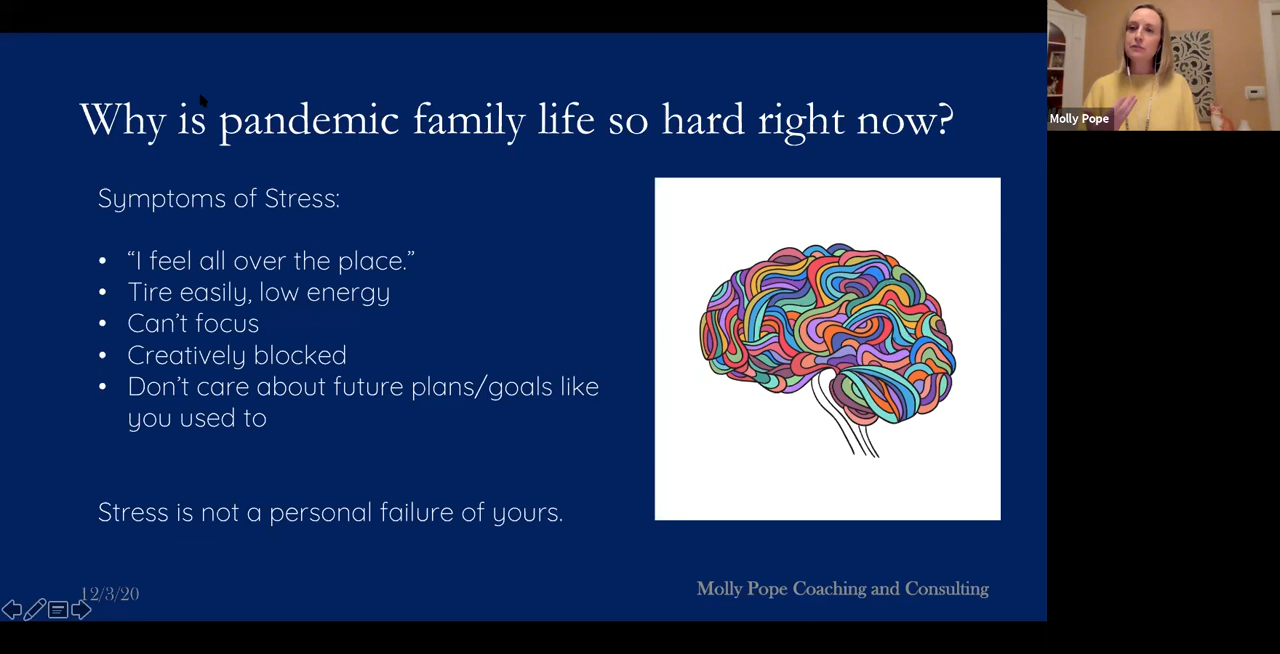 Why is pandemic family life so hard right now?
Symptoms of Stress:
• “I feel all over the place.”
• Tire easily, low energy
• Can’t focus
• Creatively blocked
• Don’t care about future plans/goals like
you used to
Stress is not a personal failure of yours.
12/3/20
Molly Pope Coaching and Consulting
Molly Pope